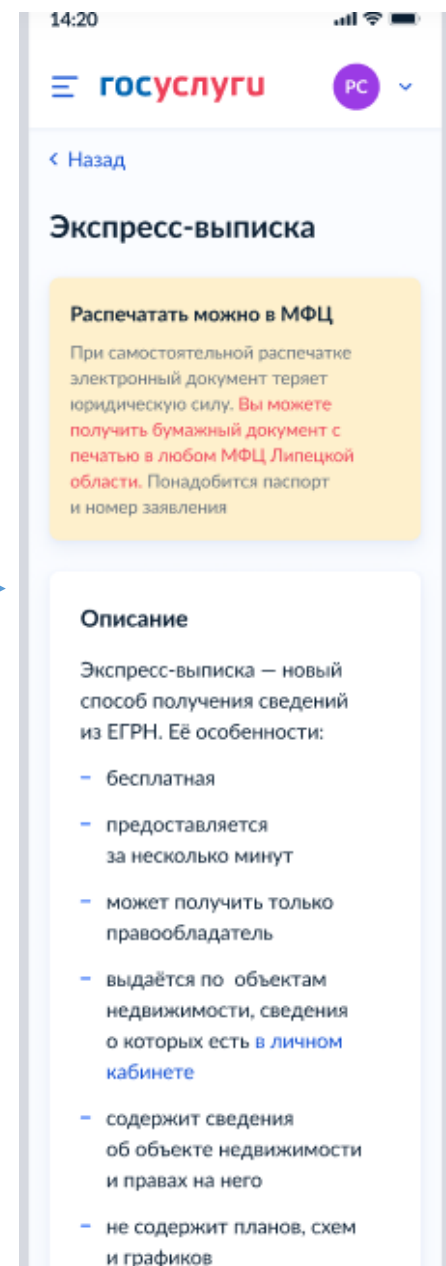 14:20
госуслуги
РС
Назад
Экспресс-выписка
Распечатать можно в МФЦ
При самостоятельной распечатке
электронный документ теряет
юридическую силу. Вы можете
получить бумажный документ с
печатью в любом МФЦ Липецкой
области. Понадобится паспорт
и номер заявления
Описание
Экспресс-выписка — новый
способ получения сведений
из ЕГРН. Её особенности:
– бесплатная
– предоставляется
за несколько минут
– может получить только
правообладатель
– выдаётся по объектам
недвижимости, сведения
о которых есть в личном
кабинете
– содержит сведения
об объекте недвижимости
и правах на него
– не содержит планов, схем
и графиков